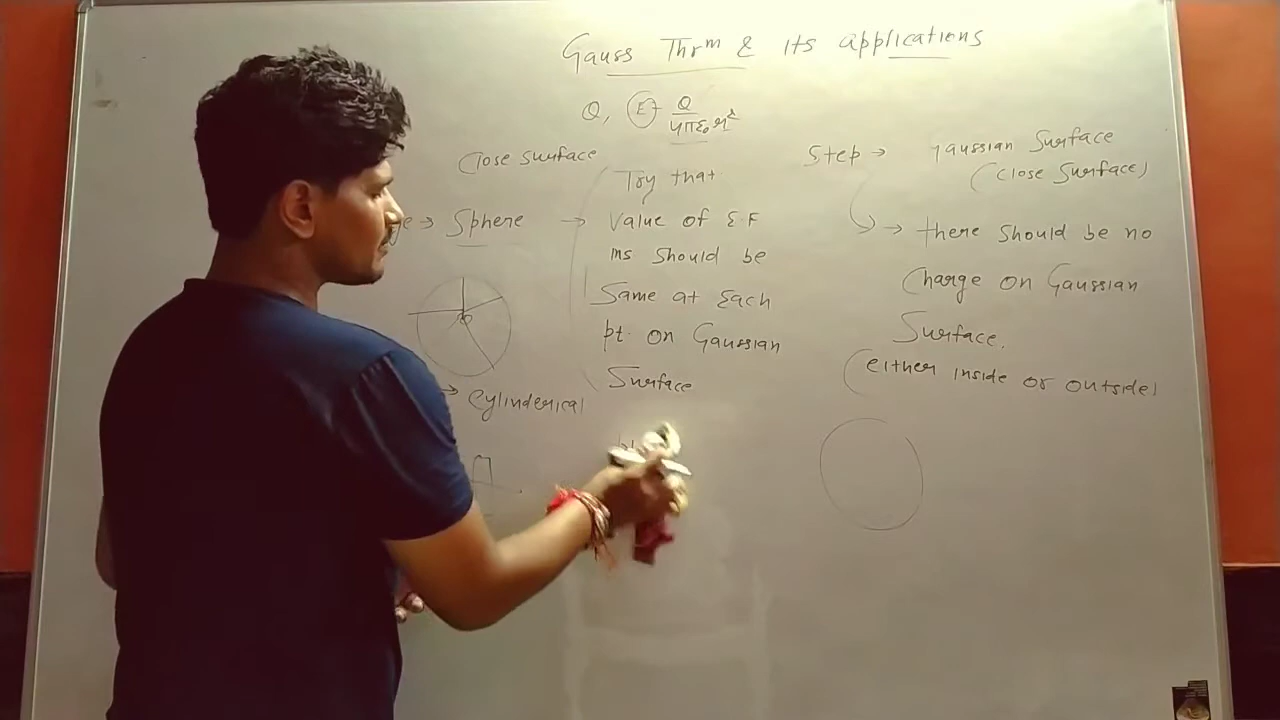 Gauss Thrm & its applications
Q, E = Q / 4πε₀r²
Close surface
→ Sphere →
→ Cylinderical
Try that
Value of EF
ms should be
Same at Each
pt. on Gaussian
Surface
Step → gaussian Surface
(Close Surface)
→ there should be no
Charge on Gaussian
Surface.
(either inside or outside)